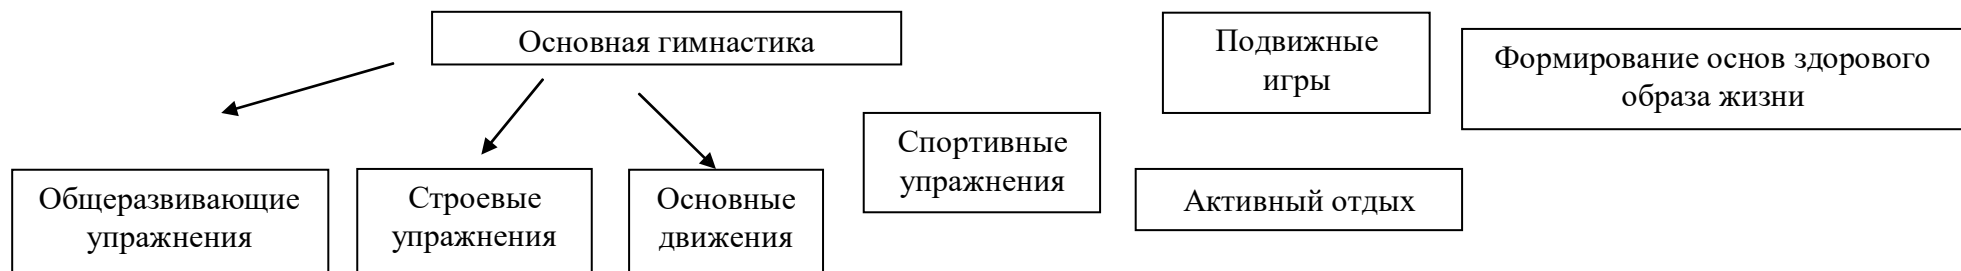 Основная гимнастика
Подвижные
игры
Формирование основ здорового
образа жизни
Спортивные
упражнения
Активный отдых
Общеразвивающие
упражнения
Строевые
упражнения
Основные
движения